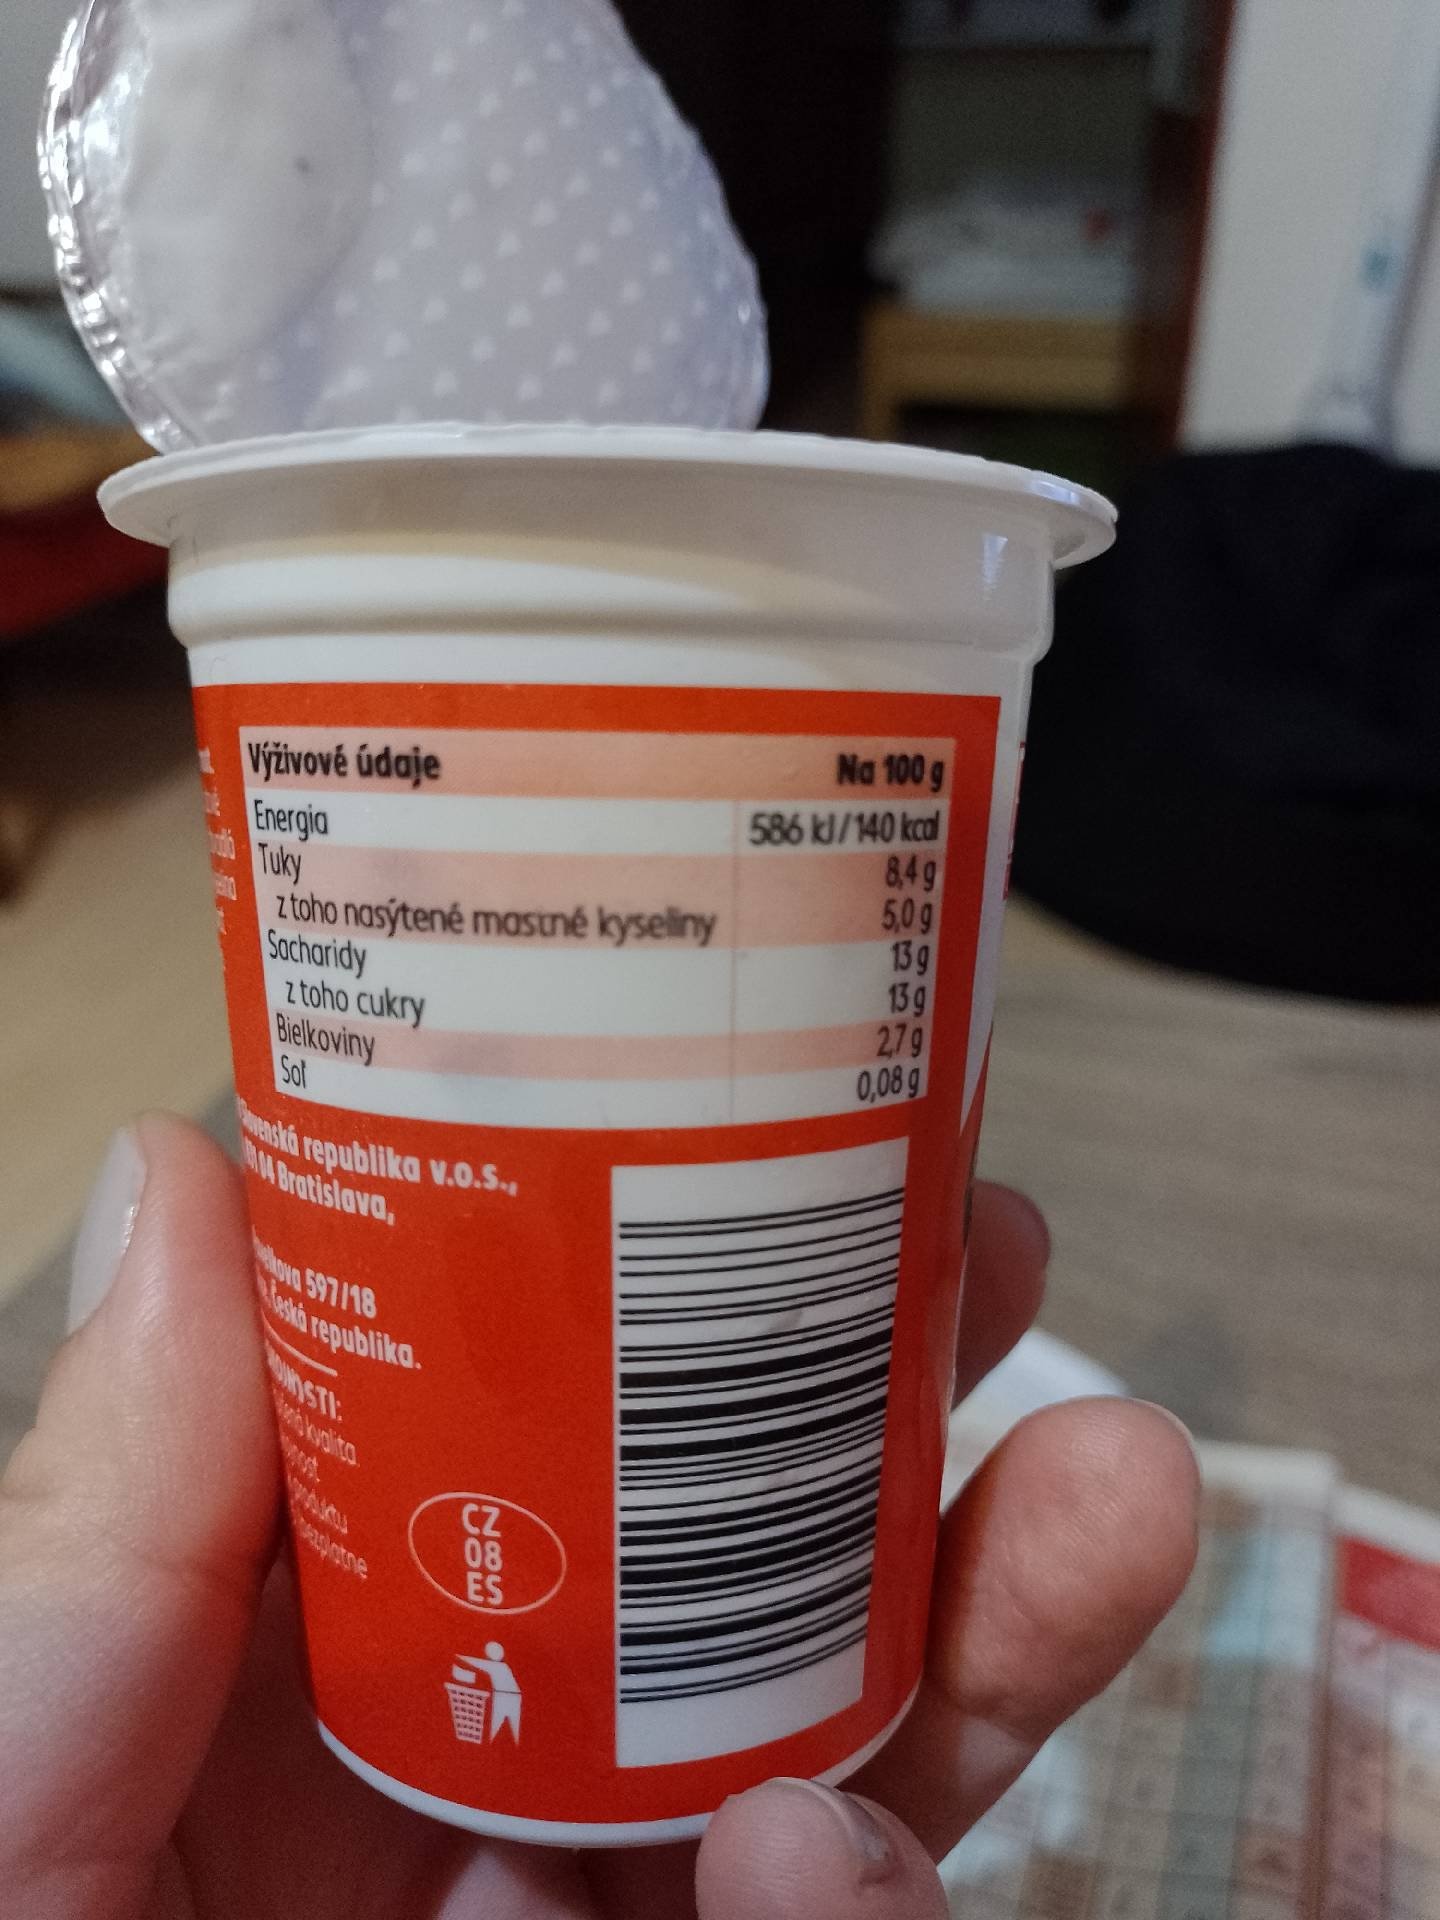 Výživové údaje Na 100 g
Energia 586 kJ/140 kcal
Tuky 8,4 g
z toho nasýtené mastné kyseliny 5,0 g
Sacharidy 13 g
z toho cukry 13 g
Bielkoviny 2,7 g
Soľ 0,08 g
Slovenská republika v.o.s.,
04 Bratislava,
597/18
Česká republika.
kvalita
CZ
08
ES